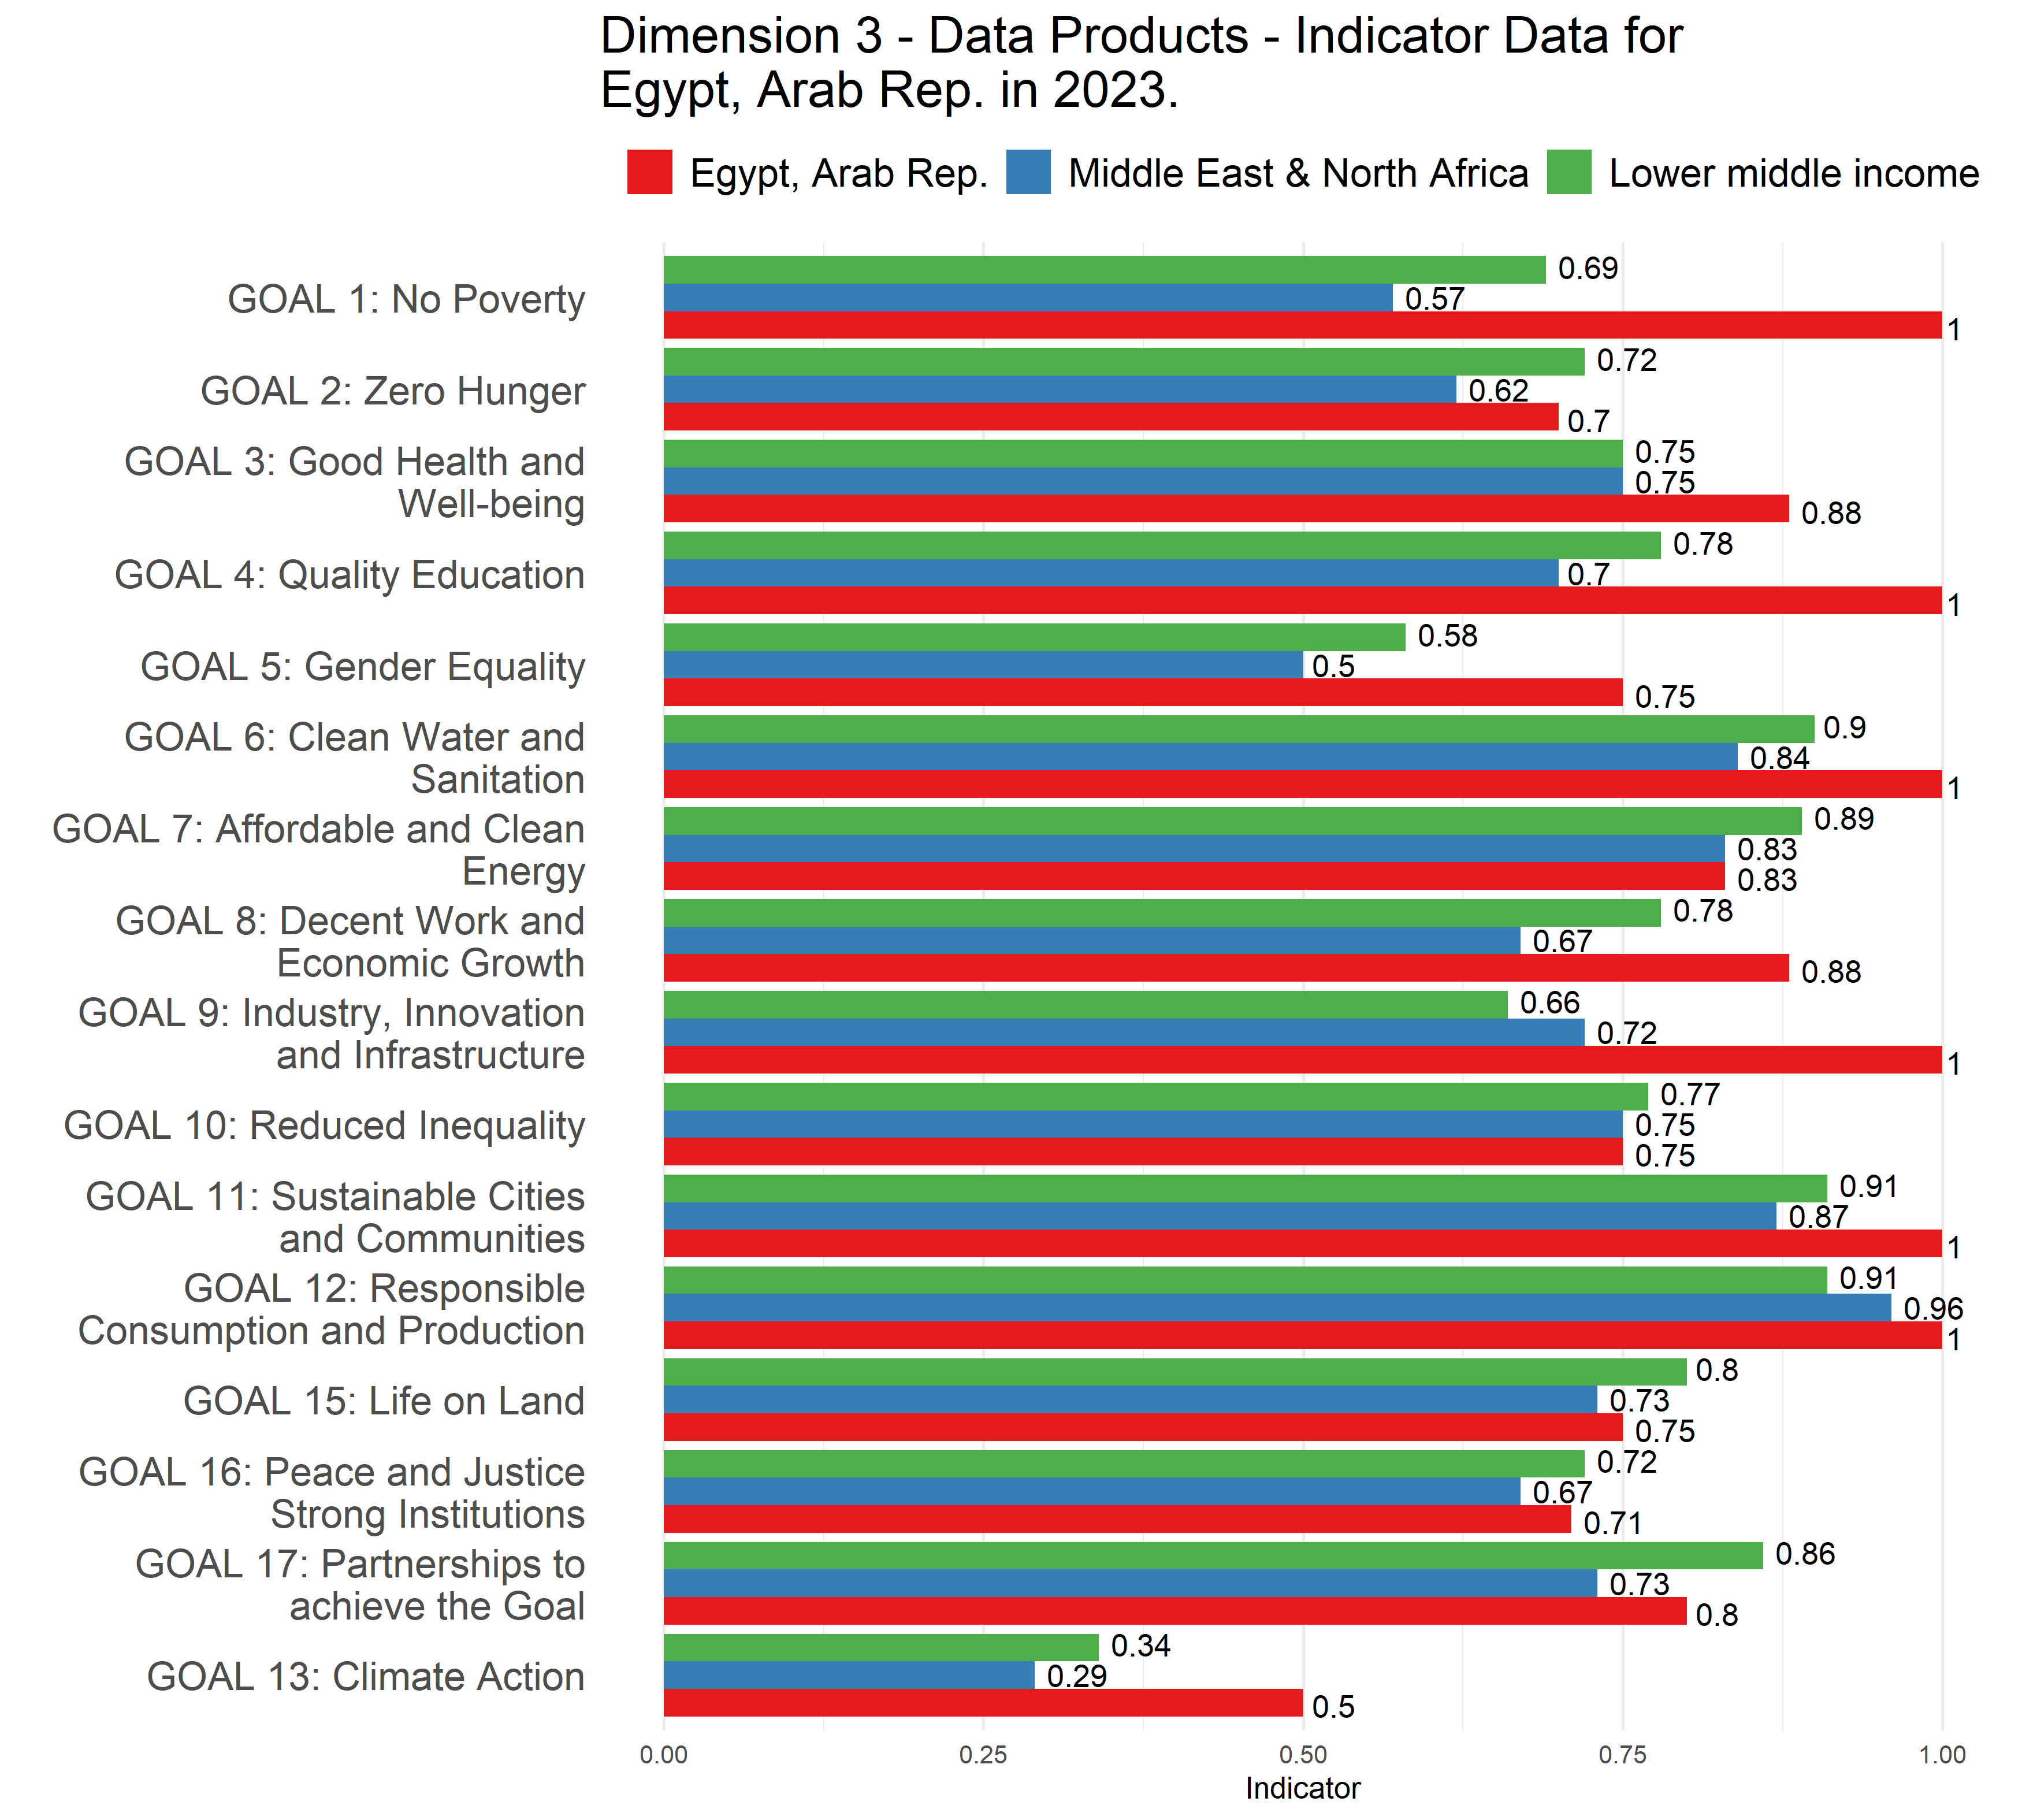 Dimension 3 - Data Products - Indicator Data for
Egypt, Arab Rep. in 2023.
Egypt, Arab Rep. Middle East & North Africa Lower middle income
GOAL 1: No Poverty
0.69
0.57
1
GOAL 2: Zero Hunger
0.72
0.62
0.7
GOAL 3: Good Health and
Well-being
0.75
0.75
0.88
GOAL 4: Quality Education
0.78
0.7
1
GOAL 5: Gender Equality
0.58
0.5
0.75
GOAL 6: Clean Water and
Sanitation
0.9
0.84
1
GOAL 7: Affordable and Clean
Energy
0.89
0.83
0.83
GOAL 8: Decent Work and
Economic Growth
0.78
0.67
0.88
GOAL 9: Industry, Innovation
and Infrastructure
0.66
0.72
1
GOAL 10: Reduced Inequality
0.77
0.75
0.75
GOAL 11: Sustainable Cities
and Communities
0.91
0.87
1
GOAL 12: Responsible
Consumption and Production
0.91
0.96
1
GOAL 15: Life on Land
0.8
0.73
0.75
GOAL 16: Peace and Justice
Strong Institutions
0.72
0.67
0.71
GOAL 17: Partnerships to
achieve the Goal
0.86
0.73
0.8
GOAL 13: Climate Action
0.34
0.29
0.5
0.00 0.25 0.50 0.75 1.00
Indicator